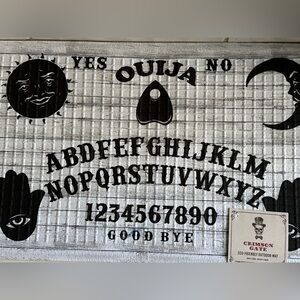 YES OUIJA NO
ABDFEFGHIJKLM
NOPQRSTUVWXYZ
1234567890
GOOD BYE
CRIMSON
GATE
ECO FRIENDLY OUTDOOR MAT